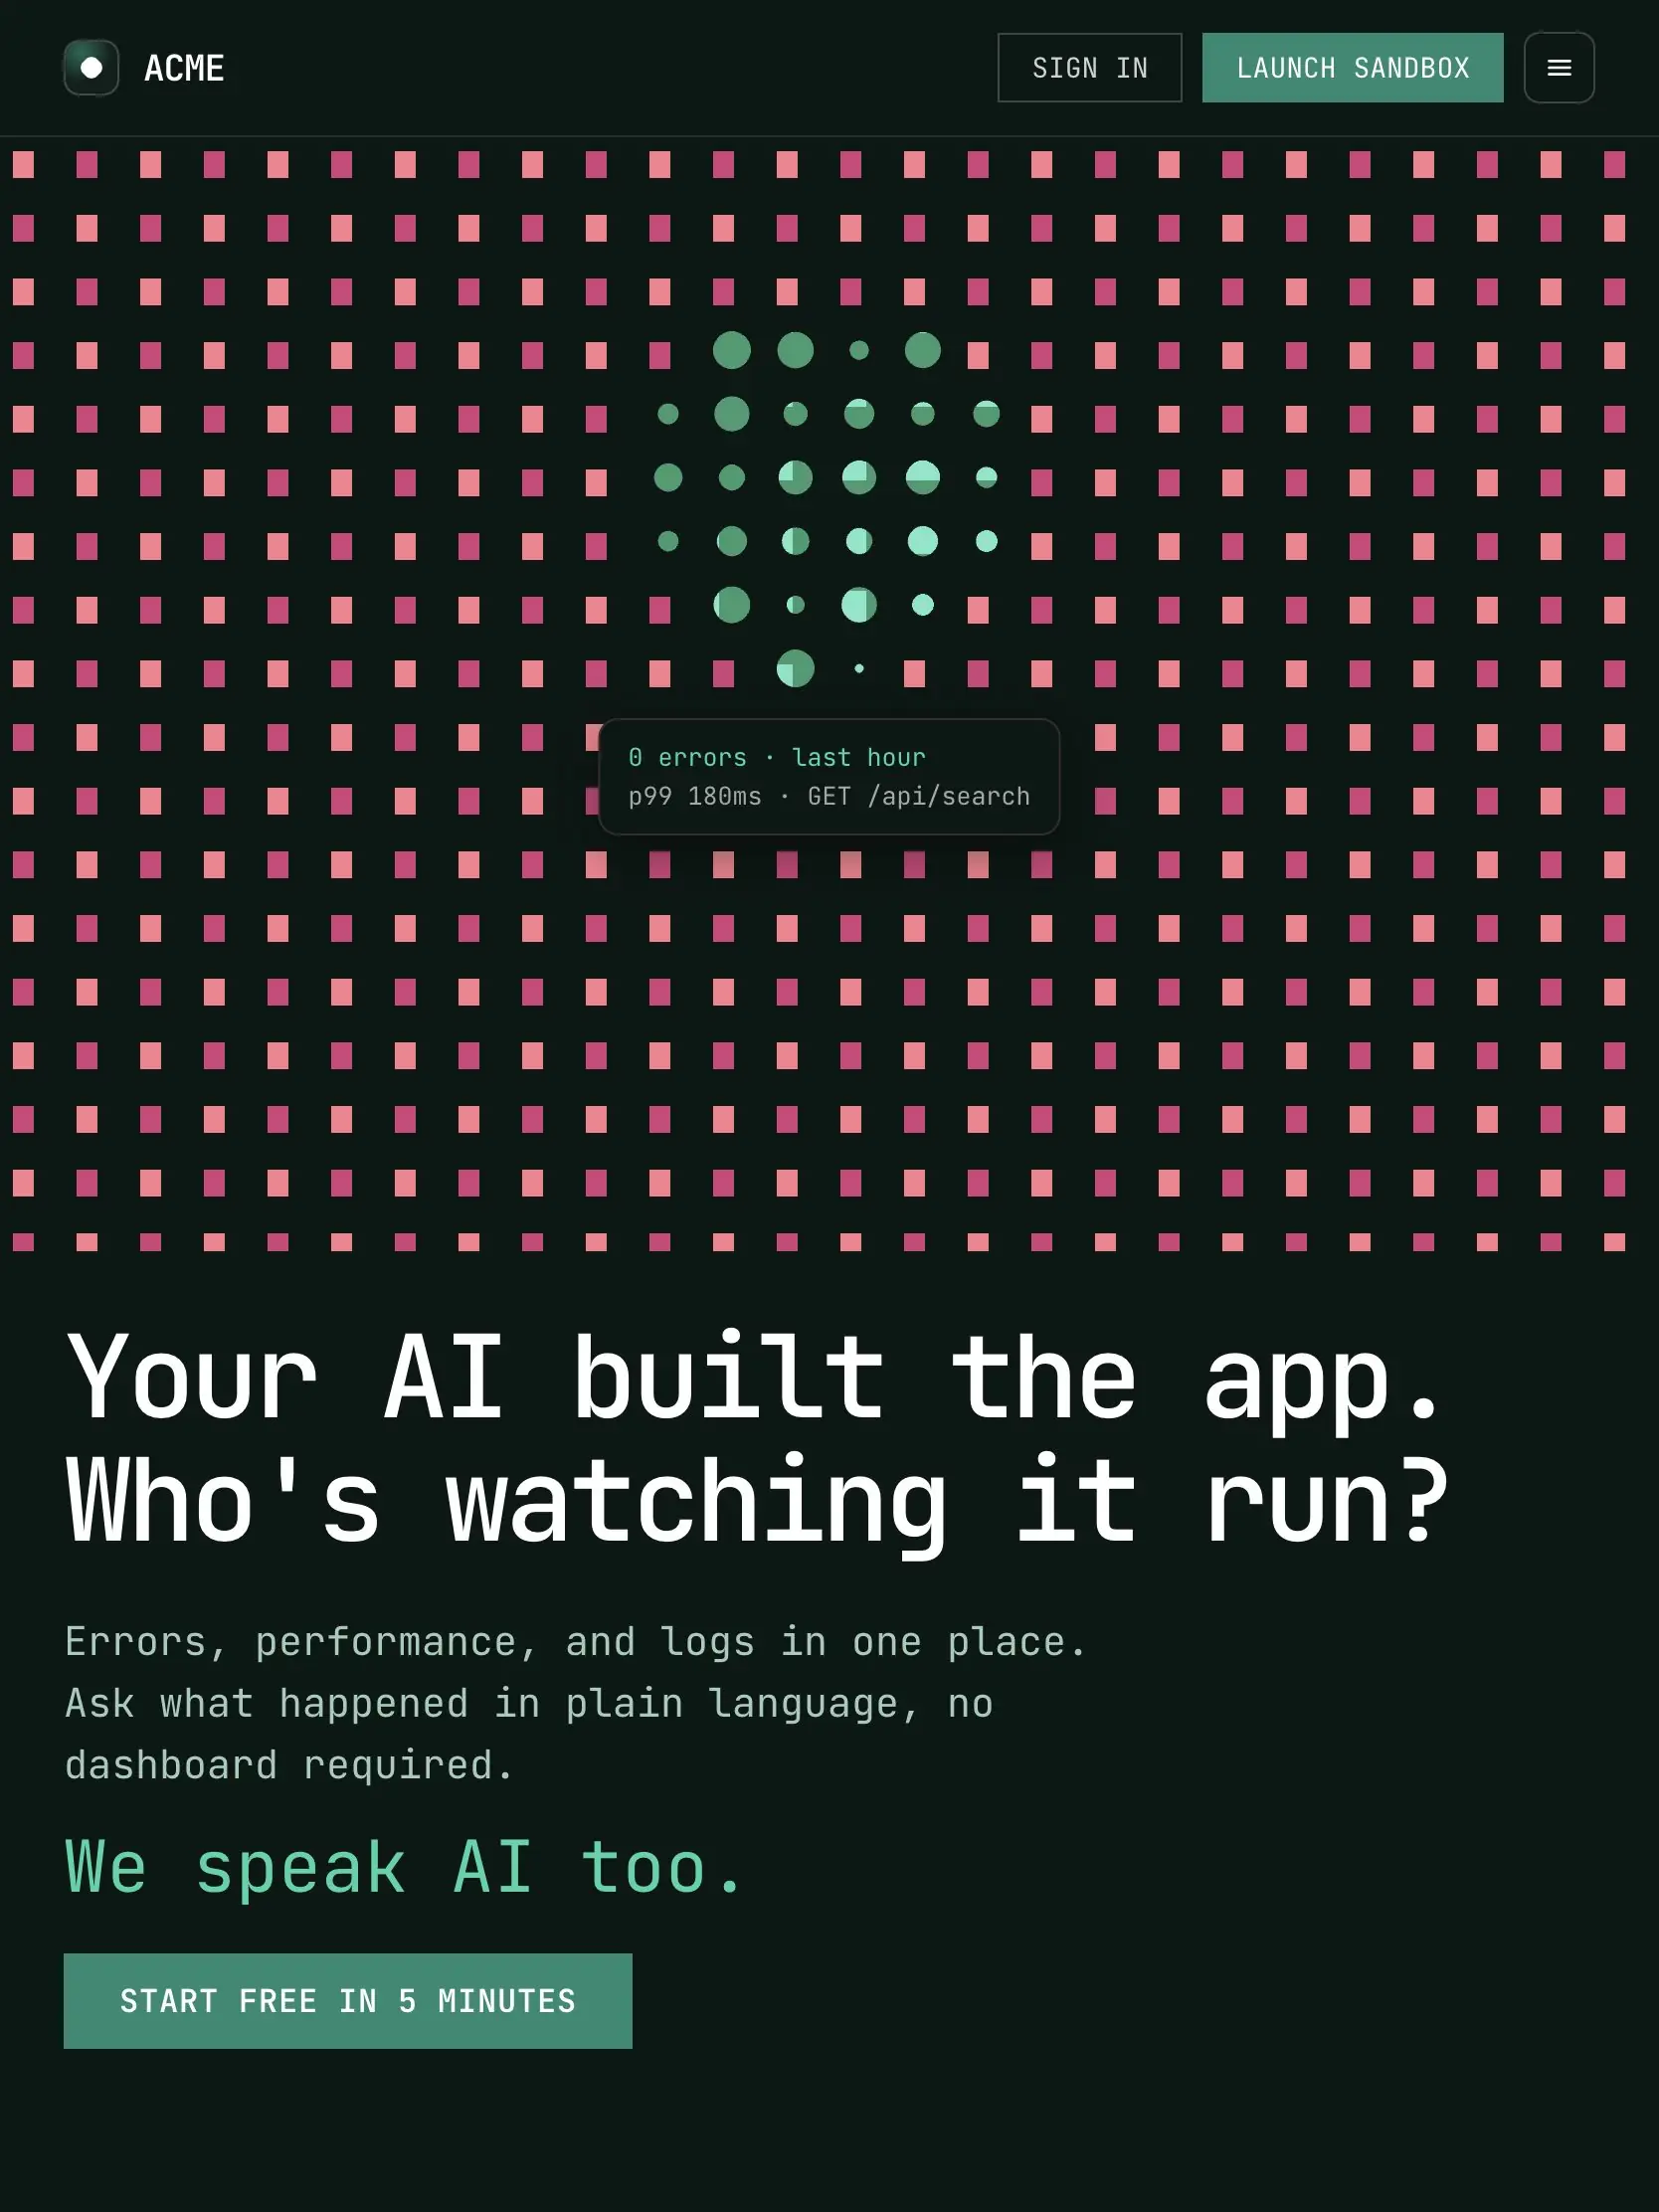 ACME
SIGN IN
LAUNCH SANDBOX
0 errors · last hour
p99 180ms · GET /api/search
Your AI built the app.
Who's watching it run?
Errors, performance, and logs in one place.
Ask what happened in plain language, no
dashboard required.
We speak AI too.
START FREE IN 5 MINUTES